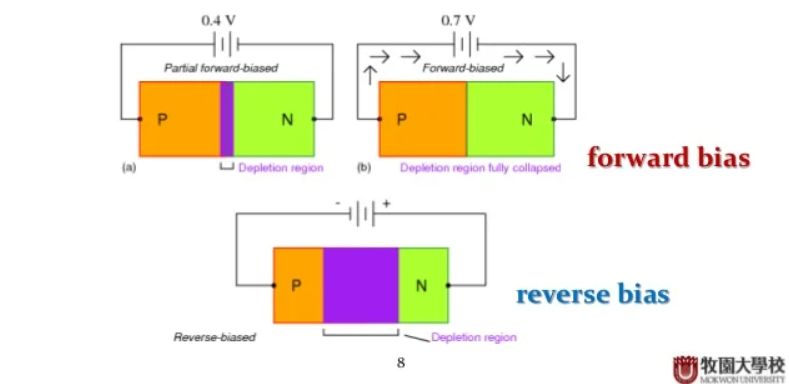 0.4 V
Partial forward-biased
P
N
(a)
Depletion region
0.7 V
Forward-biased
P
N
(b)
Depletion region fully collapsed
forward bias
- +
P
N
Reverse-biased
Depletion region
reverse bias
8
牧園大學校
MOKWON UNIVERSITY